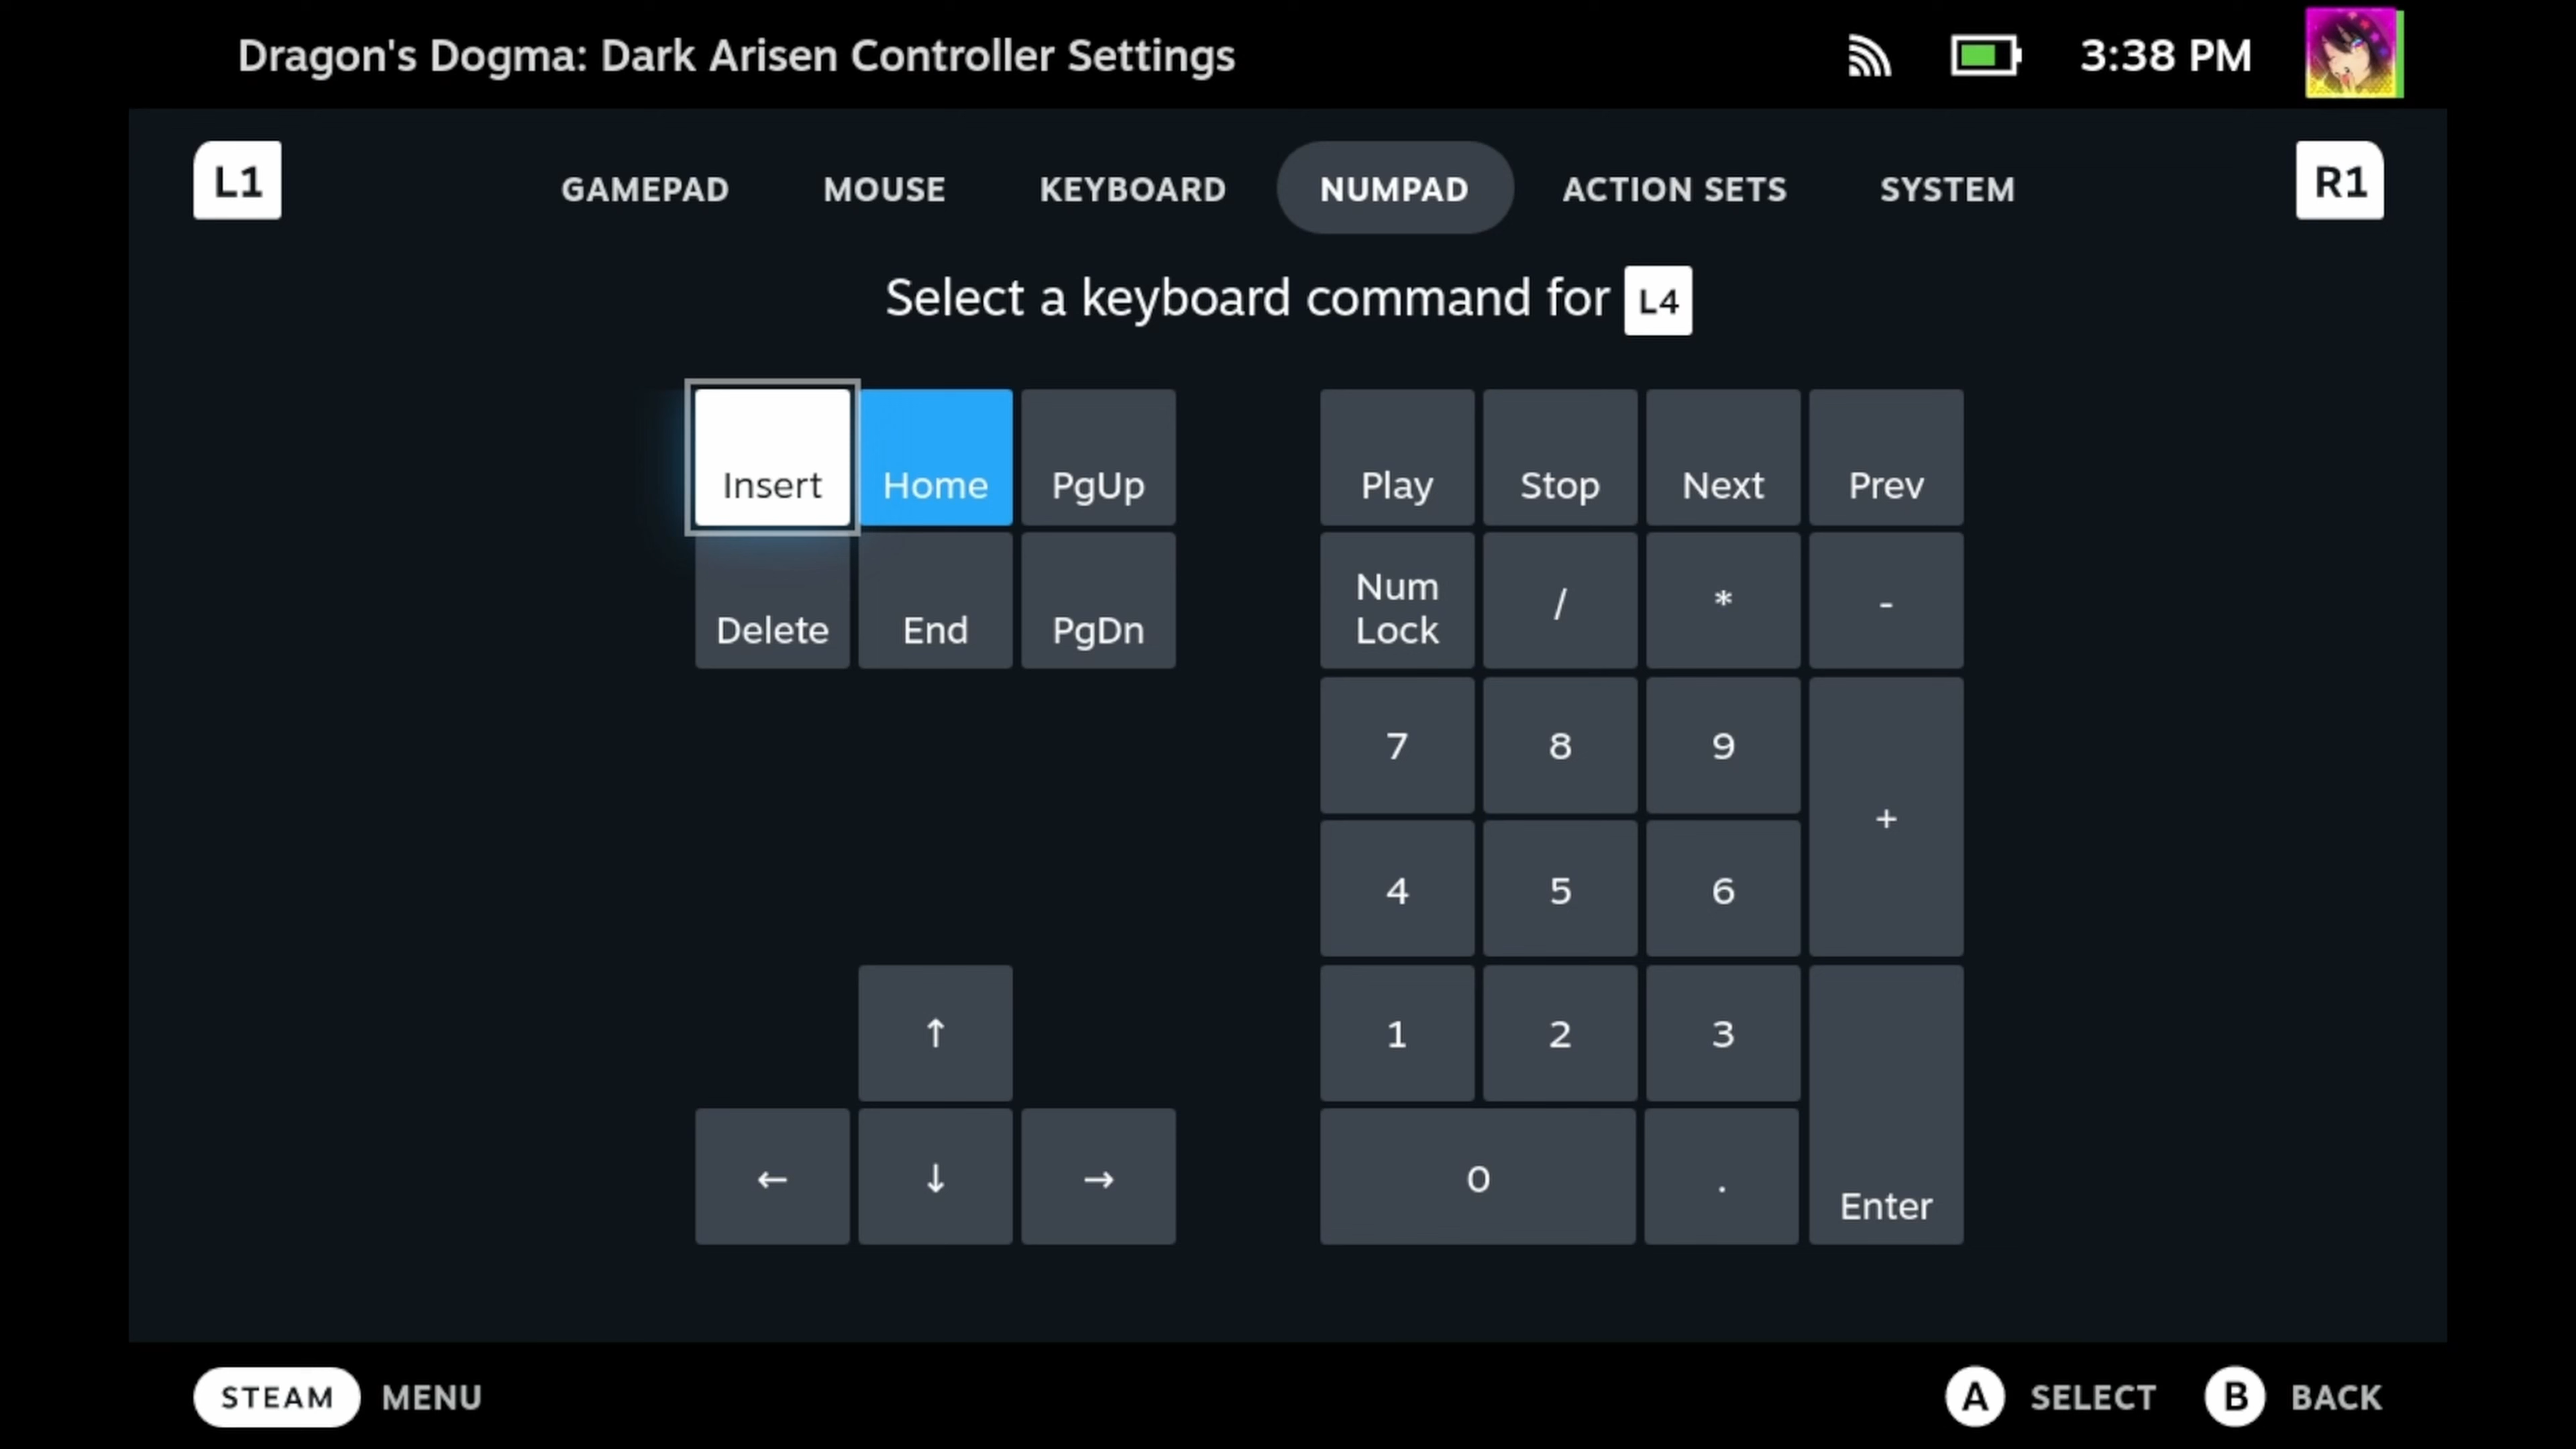 Dragon's Dogma: Dark Arisen Controller Settings 3:38 PM
L1 GAMEPAD MOUSE KEYBOARD NUMPAD ACTION SETS SYSTEM R1
Select a keyboard command for L4
Insert Home PgUp Play Stop Next Prev
Delete End PgDn Num Lock / * -
7 8 9 +
4 5 6
↑ 1 2 3
← ↓ → 0 . Enter
STEAM MENU A SELECT B BACK